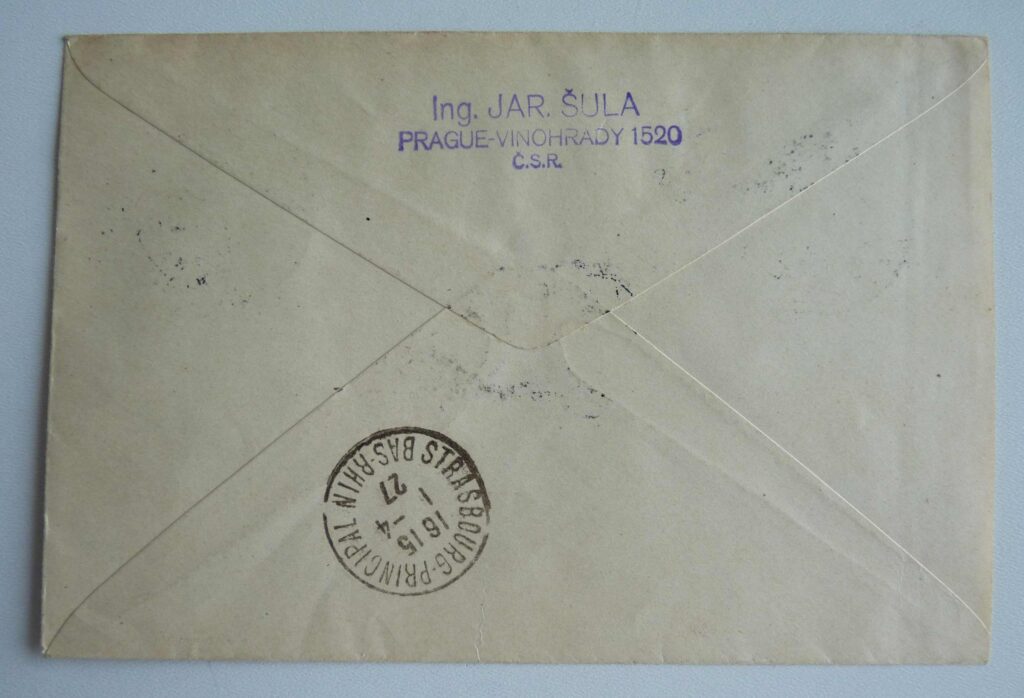 Ing. JAR. ŠULA
PRAGUE-VINOHRADY 1520
Č.S.R.
STRASBOURG-PRINCIPAL
16 15
1 -4
27
BAS-RHIN